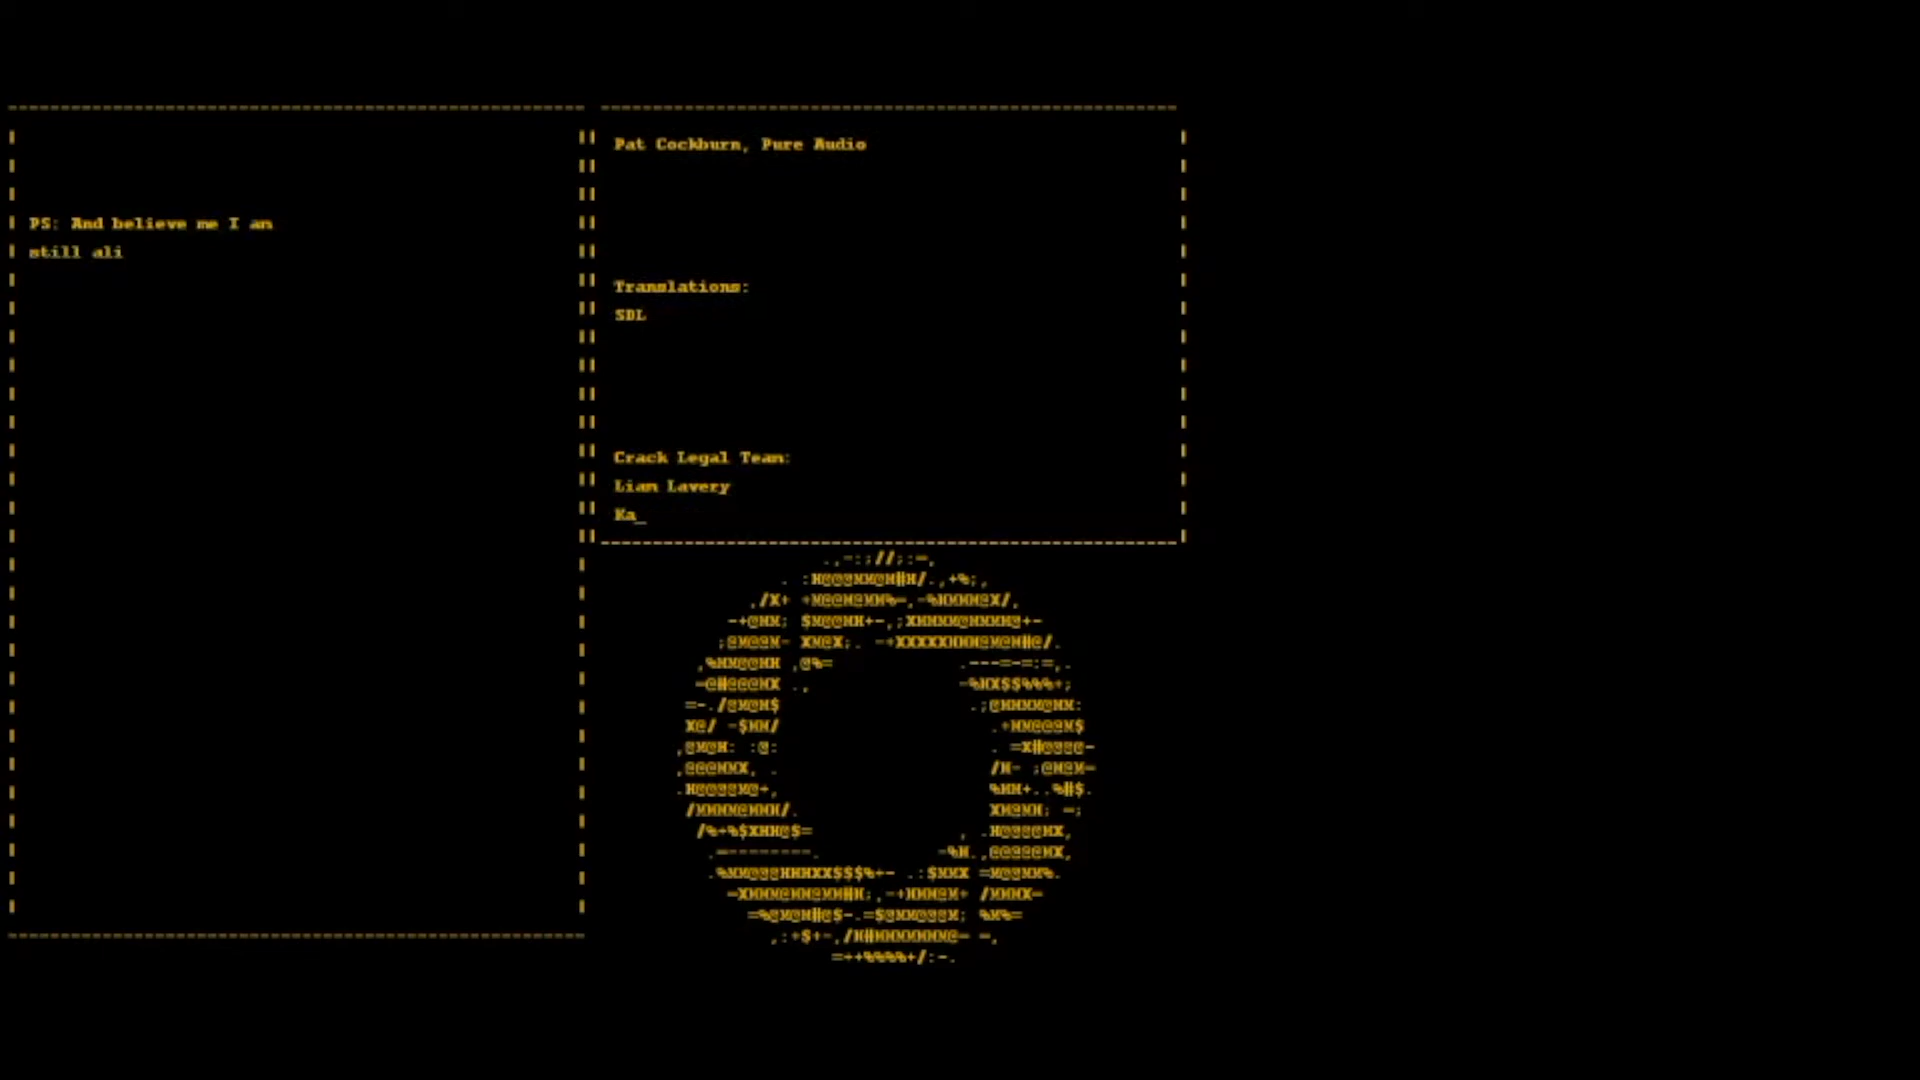 PS: And believe me I am
still ali
Pat Cockburn, Pure Audio
Translations:
SDL
Crack Legal Team:
Liam Lavery
Ka_